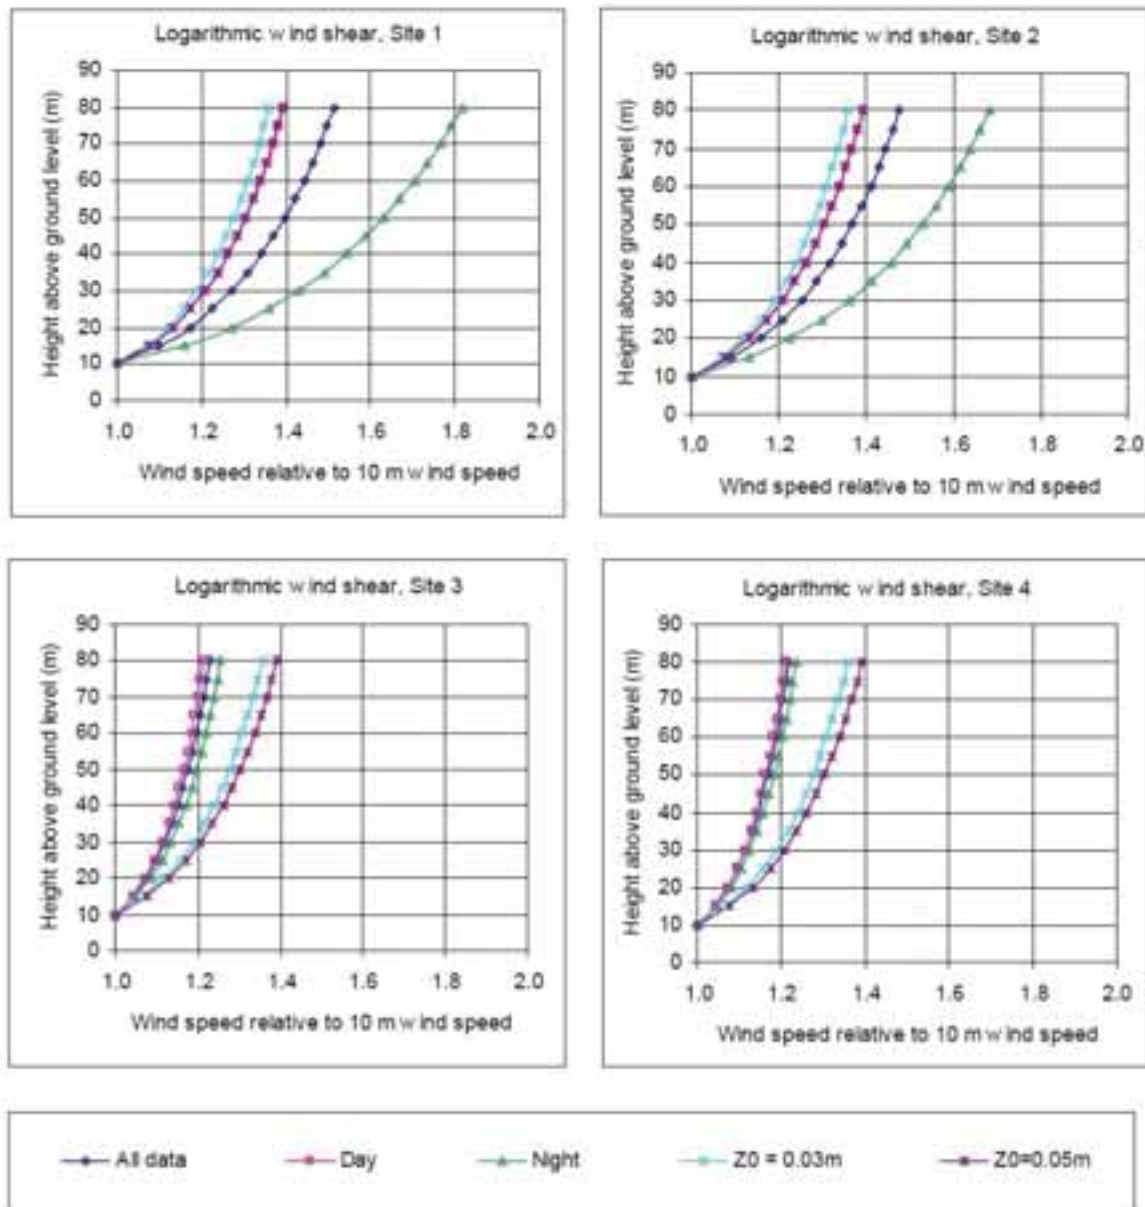 Logarithmic wind shear, Site 1
Height above ground level (m)
90
80
70
60
50
40
30
20
10
0
1.0 1.2 1.4 1.6 1.8 2.0
Wind speed relative to 10 m wind speed
Logarithmic wind shear, Site 2
Height above ground level (m)
90
80
70
60
50
40
30
20
10
0
1.0 1.2 1.4 1.6 1.8 2.0
Wind speed relative to 10 m wind speed
Logarithmic wind shear, Site 3
Height above ground level (m)
90
80
70
60
50
40
30
20
10
0
1.0 1.2 1.4 1.6 1.8 2.0
Wind speed relative to 10 m wind speed
Logarithmic wind shear, Site 4
Height above ground level (m)
90
80
70
60
50
40
30
20
10
0
1.0 1.2 1.4 1.6 1.8 2.0
Wind speed relative to 10 m wind speed
All data Day Night Z0 = 0.03m Z0=0.05m